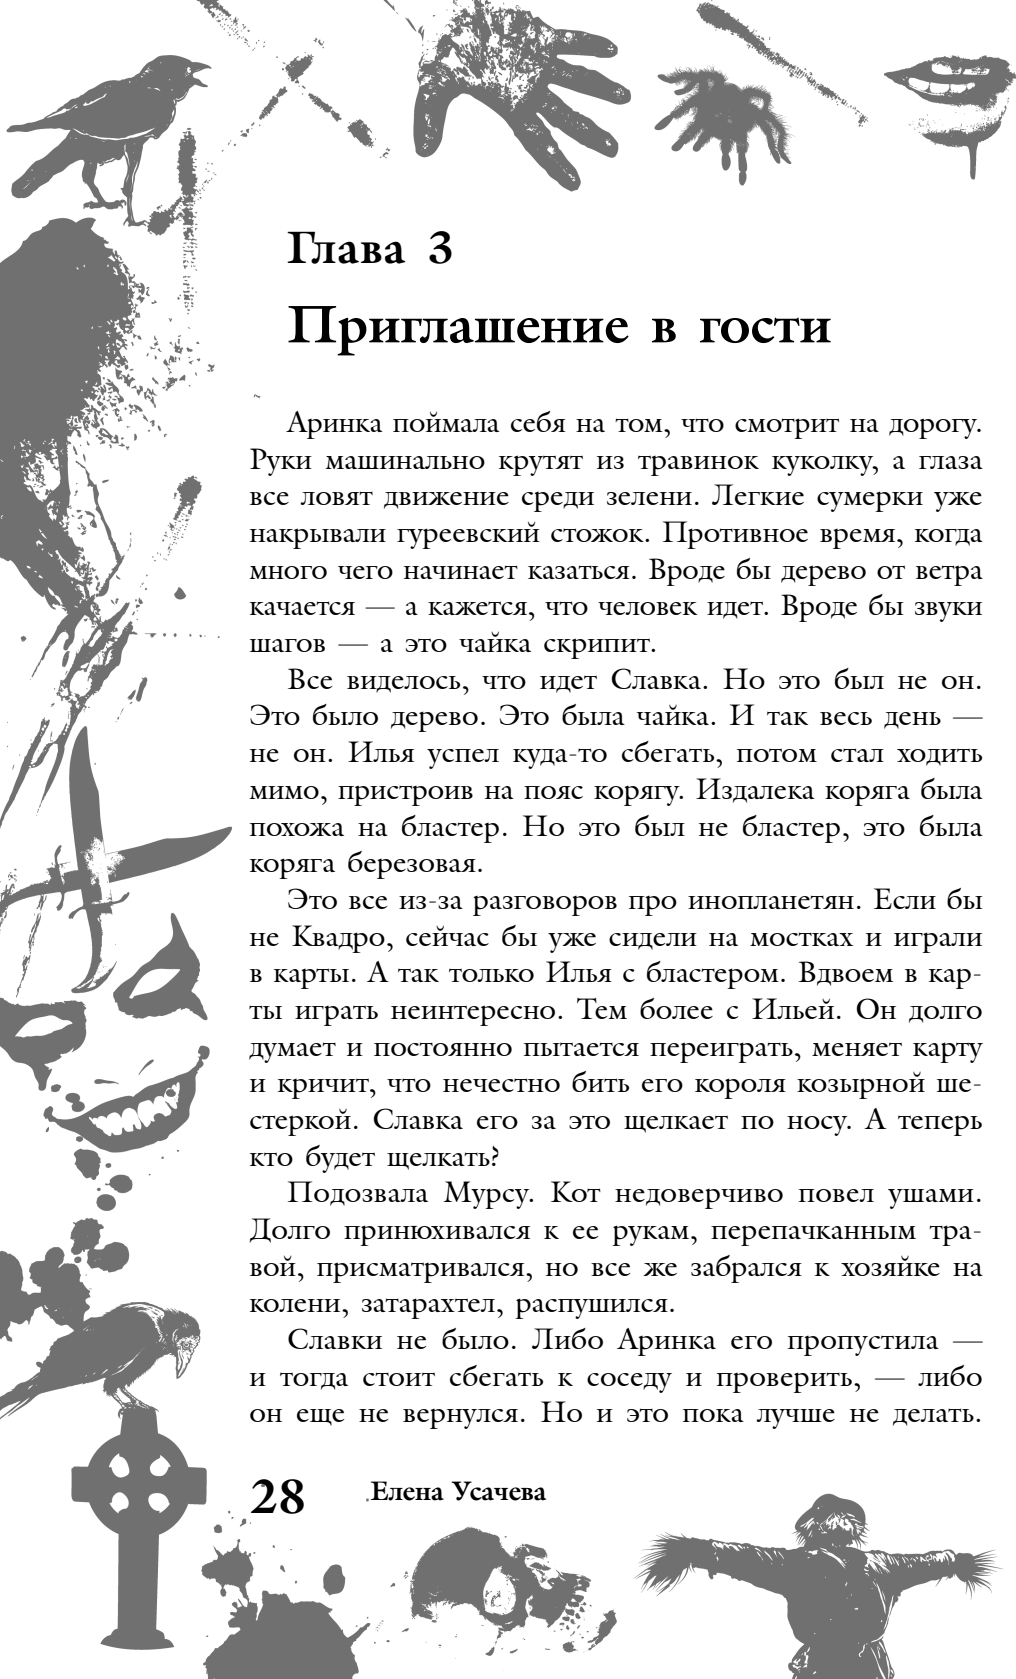 Глава 3
Приглашение в гости
Аринка поймала себя на том, что смотрит на дорогу.
Руки машинально крутят из травинок куколку, а глаза
все ловят движение среди зелени. Легкие сумерки уже
накрывали гуреевский стожок. Противное время, когда
много чего начинает казаться. Вроде бы дерево от ветра
качается — а кажется, что человек идет. Вроде бы звуки
шагов — а это чайка скрипит.
Все виделось, что идет Славка. Но это был не он.
Это было дерево. Это была чайка. И так весь день —
не он. Илья успел куда-то сбегать, потом стал ходить
мимо, пристроив на пояс корягу. Издалека коряга была
похожа на бластер. Но это был не бластер, это была
коряга березовая.
Это все из-за разговоров про инопланетян. Если бы
не Квадро, сейчас бы уже сидели на мостках и играли
в карты. А так только Илья с бластером. Вдвоем в кар-
ты играть неинтересно. Тем более с Ильей. Он долго
думает и постоянно пытается переиграть, меняет карту
и кричит, что нечестно бить его короля козырной ше-
стеркой. Славка его за это щелкает по носу. А теперь
кто будет щелкать?
Подозвала Мурсу. Кот недоверчиво повел ушами.
Долго принюхивался к ее рукам, перепачканным тра-
вой, присматривался, но все же забрался к хозяйке на
колени, затарахтел, распушился.
Славки не было. Либо Аринка его пропустила —
и тогда стоит сбегать к соседу и проверить, — либо
он еще не вернулся. Но и это пока лучше не делать.
28 Елена Усачева